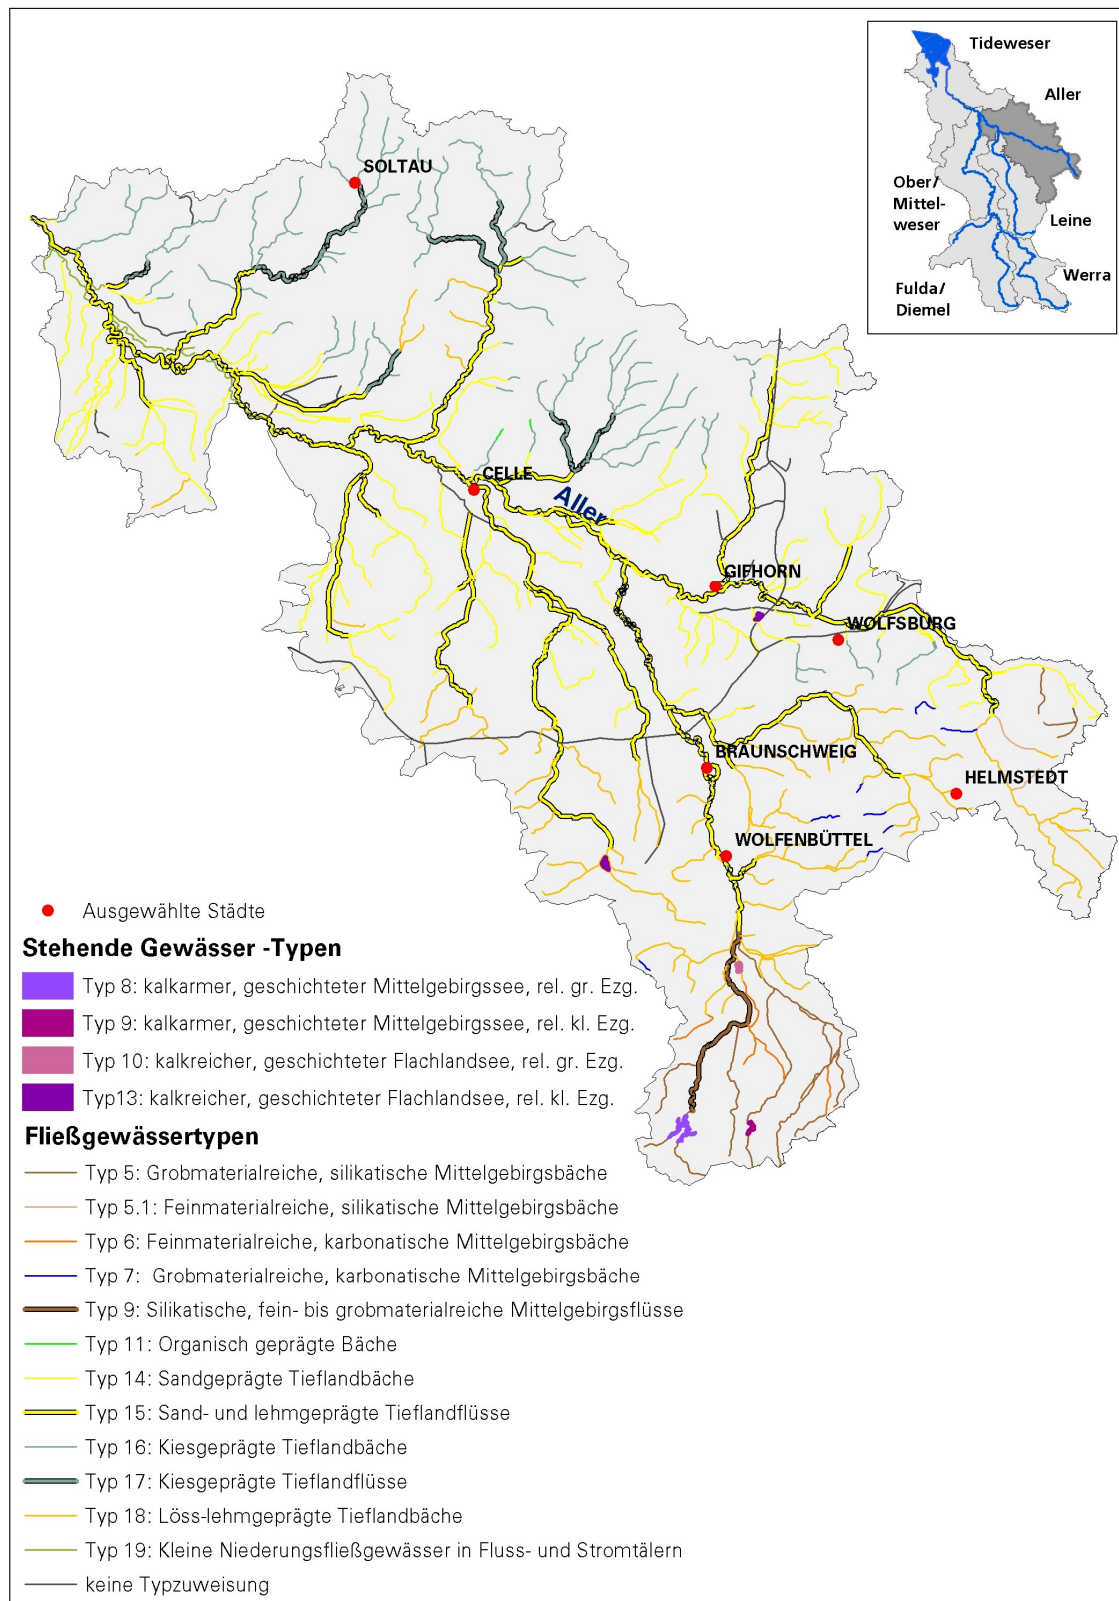 Tideweser
Aller
Ober/
Mittel-
weser
Leine
Werra
Fulda/
Diemel
SOLTAU
CELLE
Aller
GIFHORN
WOLFSBURG
BRAUNSCHWEIG
HELMSTEDT
WOLFENBÜTTEL
Ausgewählte Städte
Stehende Gewässer -Typen
Typ 8: kalkarmer, geschichteter Mittelgebirgssee, rel. gr. Ezg.
Typ 9: kalkarmer, geschichteter Mittelgebirgssee, rel. kl. Ezg.
Typ 10: kalkreicher, geschichteter Flachlandsee, rel. gr. Ezg.
Typ13: kalkreicher, geschichteter Flachlandsee, rel. kl. Ezg.
Fließgewässertypen
Typ 5: Grobmaterialreiche, silikatische Mittelgebirgsbäche
Typ 5.1: Feinmaterialreiche, silikatische Mittelgebirgsbäche
Typ 6: Feinmaterialreiche, karbonatische Mittelgebirgsbäche
Typ 7: Grobmaterialreiche, karbonatische Mittelgebirgsbäche
Typ 9: Silikatische, fein- bis grobmaterialreiche Mittelgebirgsflüsse
Typ 11: Organisch geprägte Bäche
Typ 14: Sandgeprägte Tieflandbäche
Typ 15: Sand- und lehmgeprägte Tieflandflüsse
Typ 16: Kiesgeprägte Tieflandbäche
Typ 17: Kiesgeprägte Tieflandflüsse
Typ 18: Löss-lehmgeprägte Tieflandbäche
Typ 19: Kleine Niederungsfließgewässer in Fluss- und Stromtälern
keine Typzuweisung